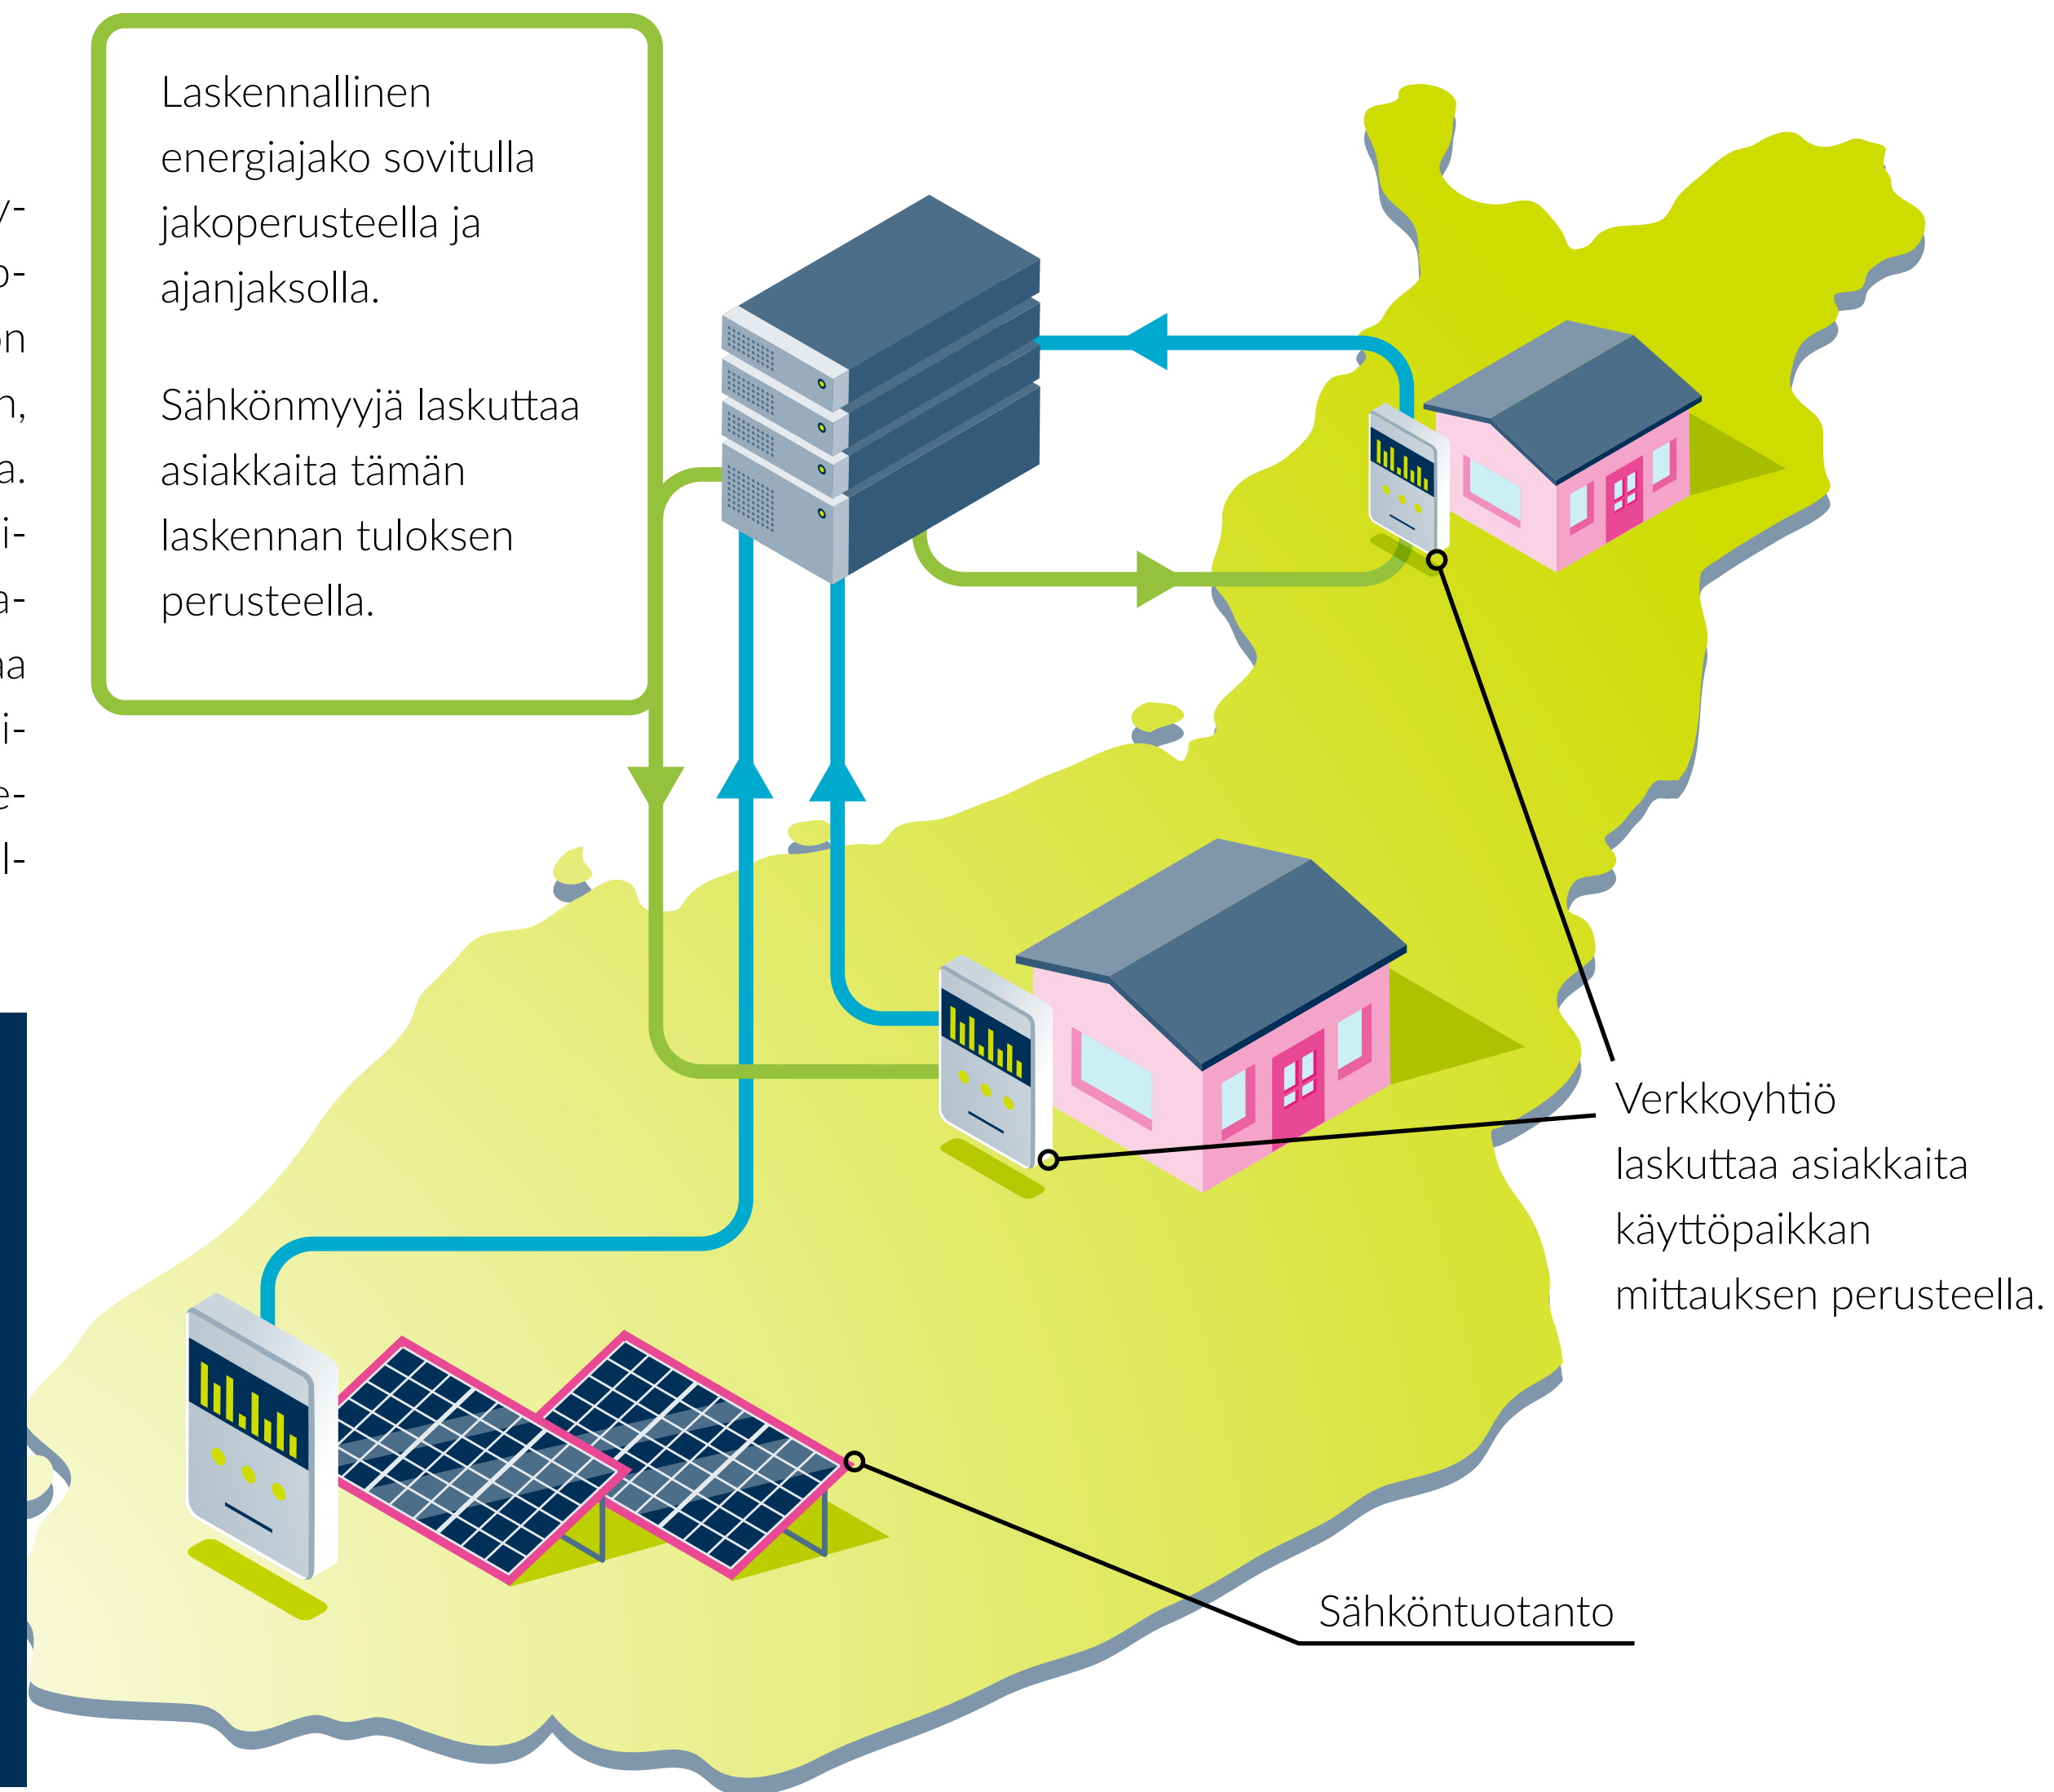 Laskennallinen
energiajako sovitulla
jakoperusteella ja
ajanjaksolla.
Sähkönmyyjä laskuttaa
asiakkaita tämän
laskennan tuloksen
perusteella.
Verkkoyhtiö
laskuttaa asiakkaita
käyttöpaikkan
mittauksen perusteella.
Sähköntuotanto